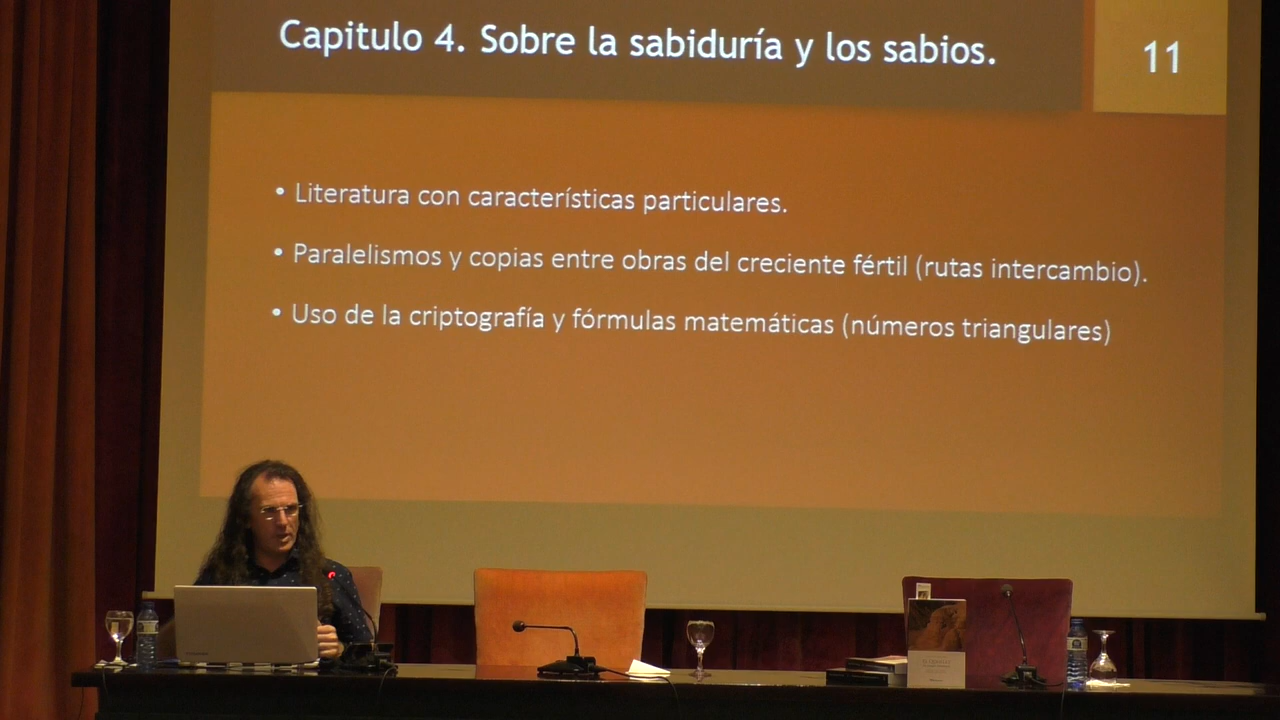 Capitulo 4. Sobre la sabiduría y los sabios.
11
• Literatura con características particulares.
• Paralelismos y copias entre obras del creciente fértil (rutas intercambio).
• Uso de la criptografía y fórmulas matemáticas (números triangulares)